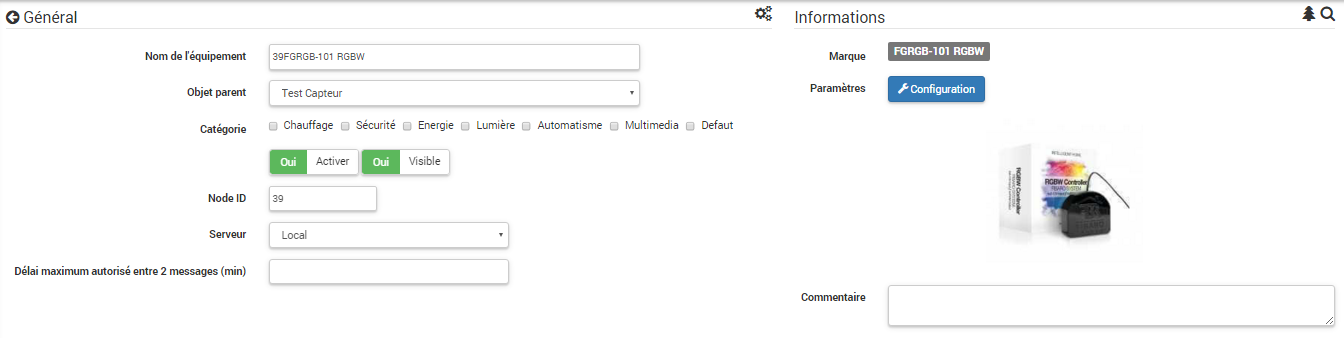 Général
Nom de l'équipement
39FGRGB-101 RGBW
Objet parent
Test Capteur
Catégorie
Chauffage Sécurité Energie Lumière Automatisme Multimedia Defaut
Oui Activer Oui Visible
Node ID
39
Serveur
Local
Délai maximum autorisé entre 2 messages (min)
Informations
Marque
FGRGB-101 RGBW
Paramètres
Configuration
RGBW Controller
RGBW Controller
Commentaire